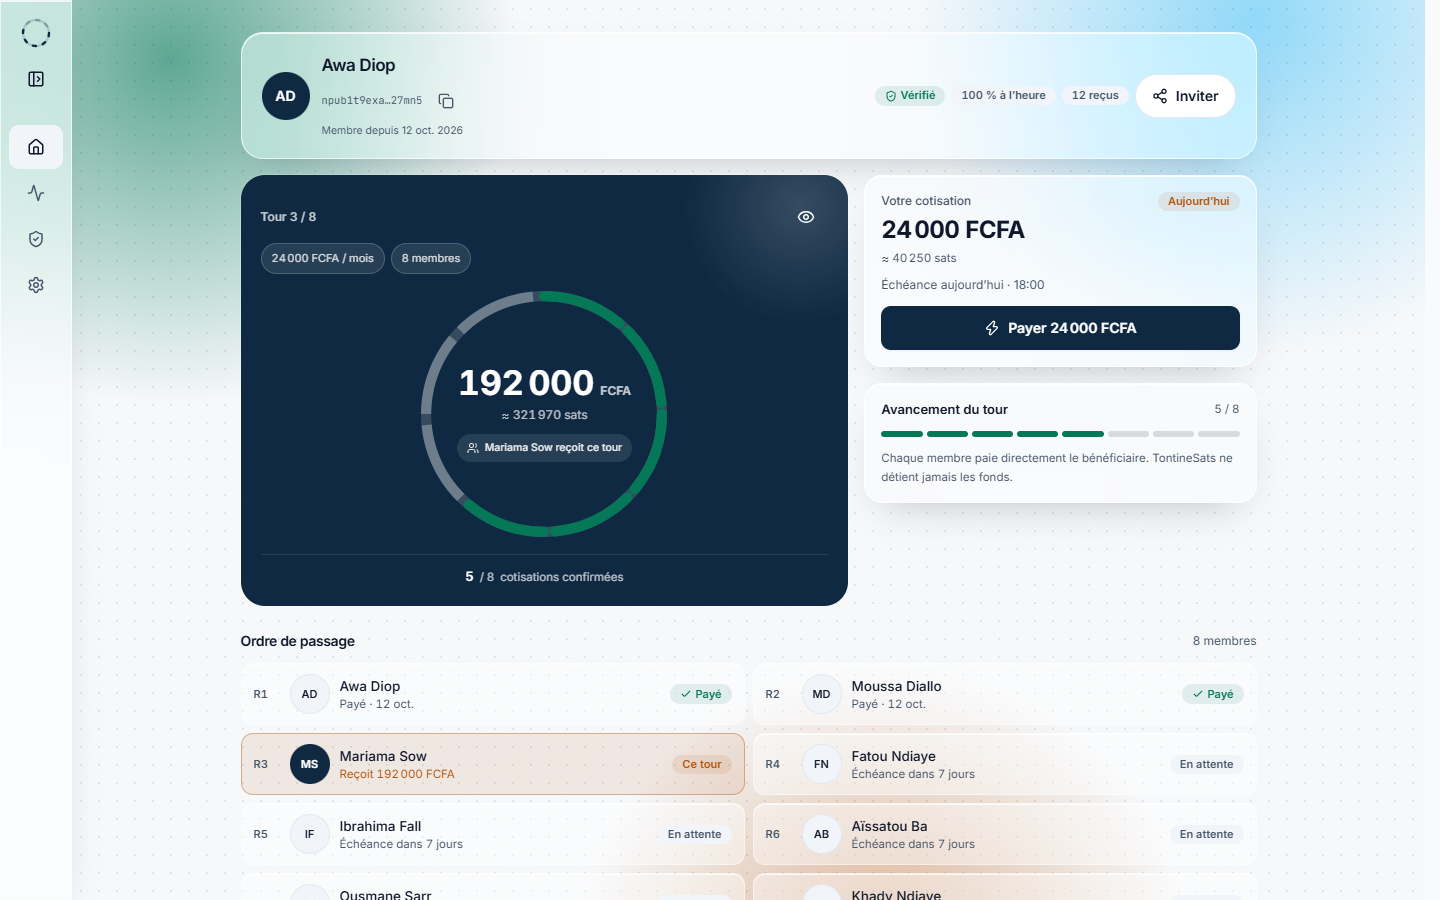 AD
Awa Diop
npub1t9exa…27mn5
Membre depuis 12 oct. 2026
Vérifié
100 % à l'heure
12 reçus
Inviter
Tour 3 / 8
24 000 FCFA / mois
8 membres
192 000 FCFA
≈ 321 970 sats
Mariama Sow reçoit ce tour
5 / 8 cotisations confirmées
Votre cotisation
Aujourd'hui
24 000 FCFA
≈ 40 250 sats
Échéance aujourd'hui · 18:00
Payer 24 000 FCFA
Avancement du tour
5 / 8
Chaque membre paie directement le bénéficiaire. TontineSats ne
détient jamais les fonds.
Ordre de passage
8 membres
R1
AD
Awa Diop
Payé · 12 oct.
Payé
R2
MD
Moussa Diallo
Payé · 12 oct.
Payé
R3
MS
Mariama Sow
Reçoit 192 000 FCFA
Ce tour
R4
FN
Fatou Ndiaye
Échéance dans 7 jours
En attente
R5
IF
Ibrahima Fall
Échéance dans 7 jours
En attente
R6
AB
Aïssatou Ba
Échéance dans 7 jours
En attente
Ousmane Sarr
Khady Ndiaye